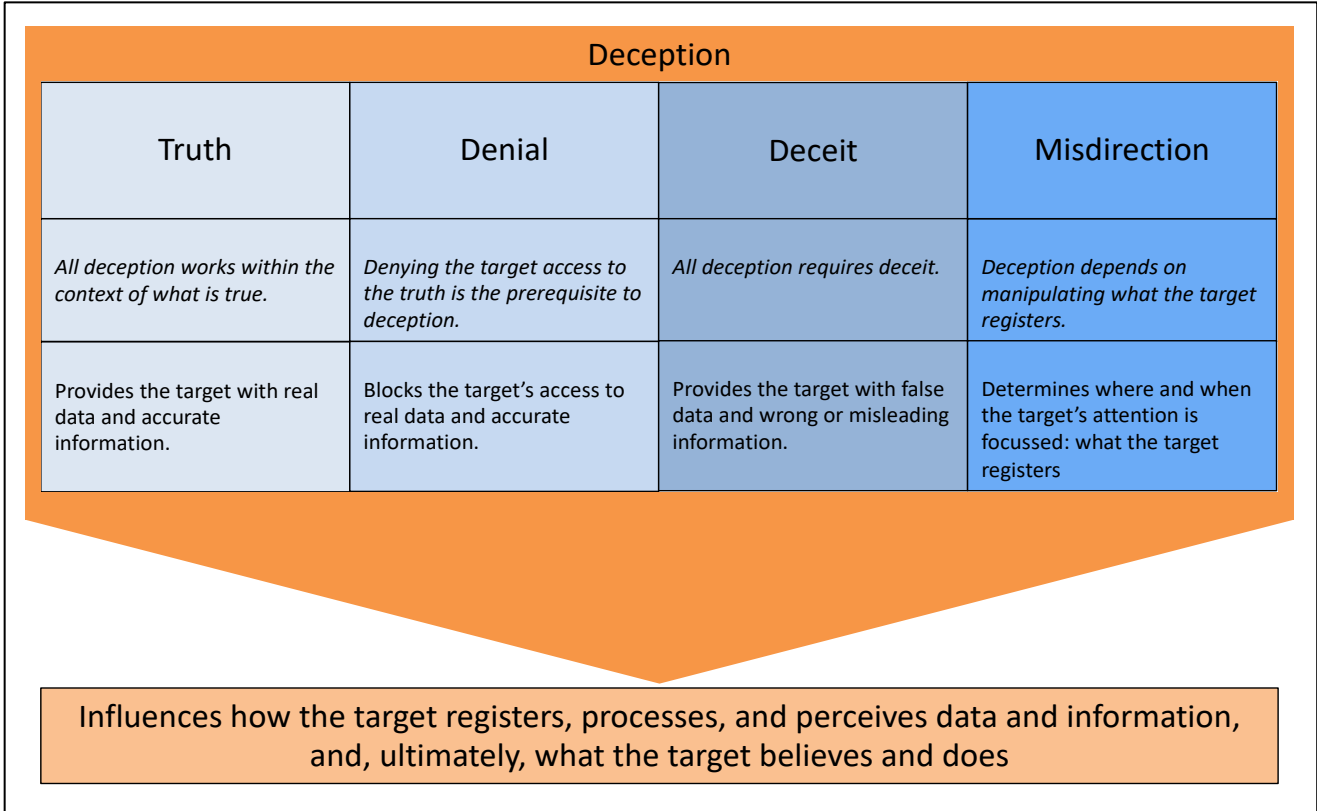 Deception
Truth
Denial
Deceit
Misdirection
All deception works within the
context of what is true.
Denying the target access to
the truth is the prerequisite to
deception.
All deception requires deceit.
Deception depends on
manipulating what the target
registers.
Provides the target with real
data and accurate
information.
Blocks the target’s access to
real data and accurate
information.
Provides the target with false
data and wrong or misleading
information.
Determines where and when
the target’s attention is
focussed: what the target
registers
Influences how the target registers, processes, and perceives data and information,
and, ultimately, what the target believes and does